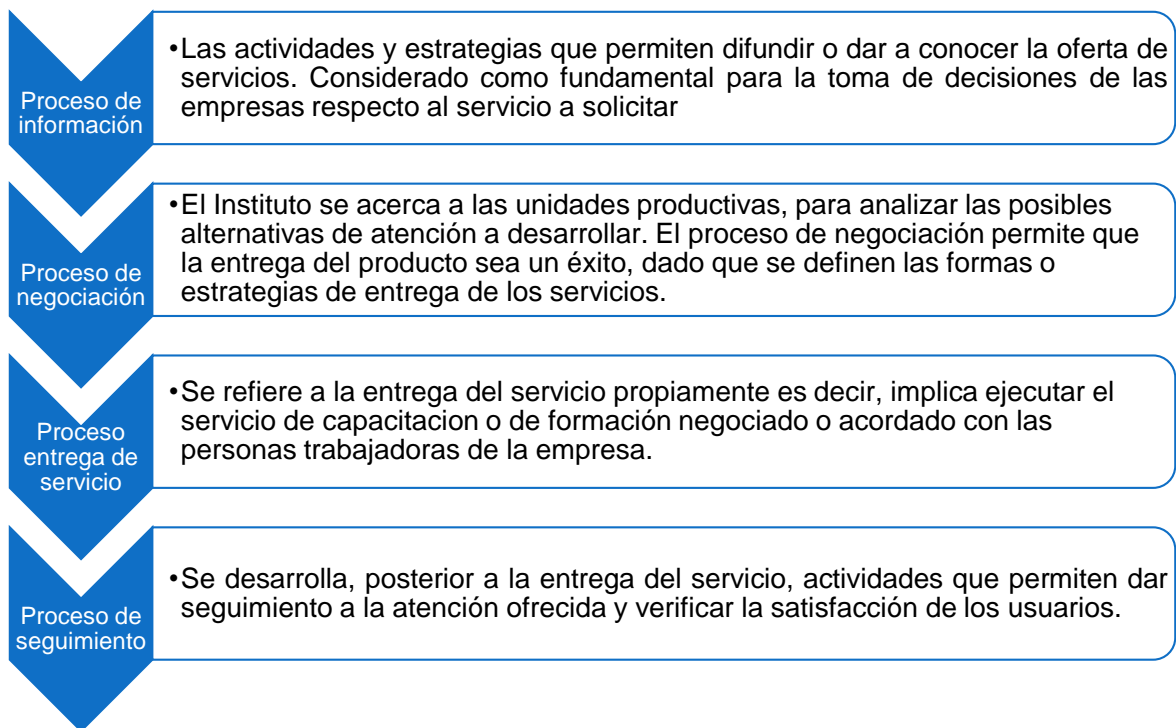 Proceso de
información
•Las actividades y estrategias que permiten difundir o dar a conocer la oferta de
servicios. Considerado como fundamental para la toma de decisiones de las
empresas respecto al servicio a solicitar
Proceso de
negociación
•El Instituto se acerca a las unidades productivas, para analizar las posibles
alternativas de atención a desarrollar. El proceso de negociación permite que
la entrega del producto sea un éxito, dado que se definen las formas o
estrategias de entrega de los servicios.
Proceso
entrega de
servicio
•Se refiere a la entrega del servicio propiamente es decir, implica ejecutar el
servicio de capacitacion o de formación negociado o acordado con las
personas trabajadoras de la empresa.
Proceso de
seguimiento
•Se desarrolla, posterior a la entrega del servicio, actividades que permiten dar
seguimiento a la atención ofrecida y verificar la satisfacción de los usuarios.